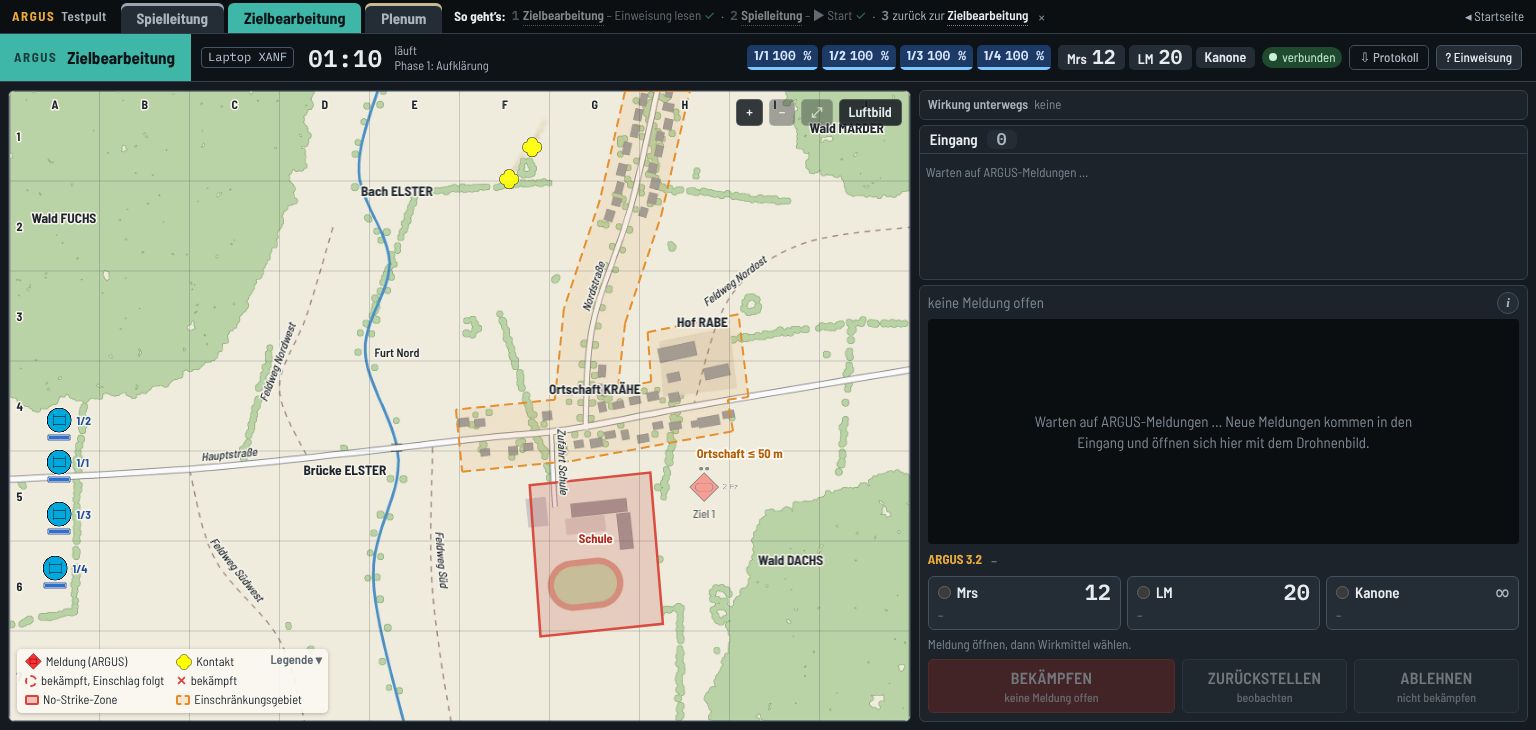 ARGUS Testpult Spielleitung Zielbearbeitung Plenum So geht's: 1 Zielbearbeitung – Einweisung lesen ✓ · 2 Spielleitung – ▶ Start ✓ · 3 zurück zur Zielbearbeitung × ◂ Startseite
ARGUS Zielbearbeitung Laptop XANF 01:10 läuft
Phase 1: Aufklärung
1/1 100 % 1/2 100 % 1/3 100 % 1/4 100 % Mrs 12 LM 20 Kanone verbunden ⇩ Protokoll ? Einweisung
A B C D E F G H I
+ − ⤢ Luftbild
1
Wald MARDER
Bach ELSTER
Wald FUCHS
2
Nordstraße
Feldweg Nordost
3
Hof RABE
Feldweg Nordwest
Furt Nord
Ortschaft KRÄHE
4
1/2
Zufahrt Schule
Hauptstraße
Ortschaft ≤ 50 m
1/1
Brücke ELSTER
2 Fz
5
1/3
Ziel 1
Schule
Feldweg Südwest
Feldweg Süd
Wald DACHS
1/4
6
Meldung (ARGUS) Kontakt Legende ▾
bekämpft, Einschlag folgt bekämpft
No-Strike-Zone Einschränkungsgebiet
Wirkung unterwegs keine
Eingang 0
Warten auf ARGUS-Meldungen ...
keine Meldung offen i
Warten auf ARGUS-Meldungen ... Neue Meldungen kommen in den
Eingang und öffnen sich hier mit dem Drohnenbild.
ARGUS 3.2 –
Mrs 12 LM 20 Kanone ∞
– – –
Meldung öffnen, dann Wirkmittel wählen.
BEKÄMPFEN ZURÜCKSTELLEN ABLEHNEN
keine Meldung offen beobachten nicht bekämpfen